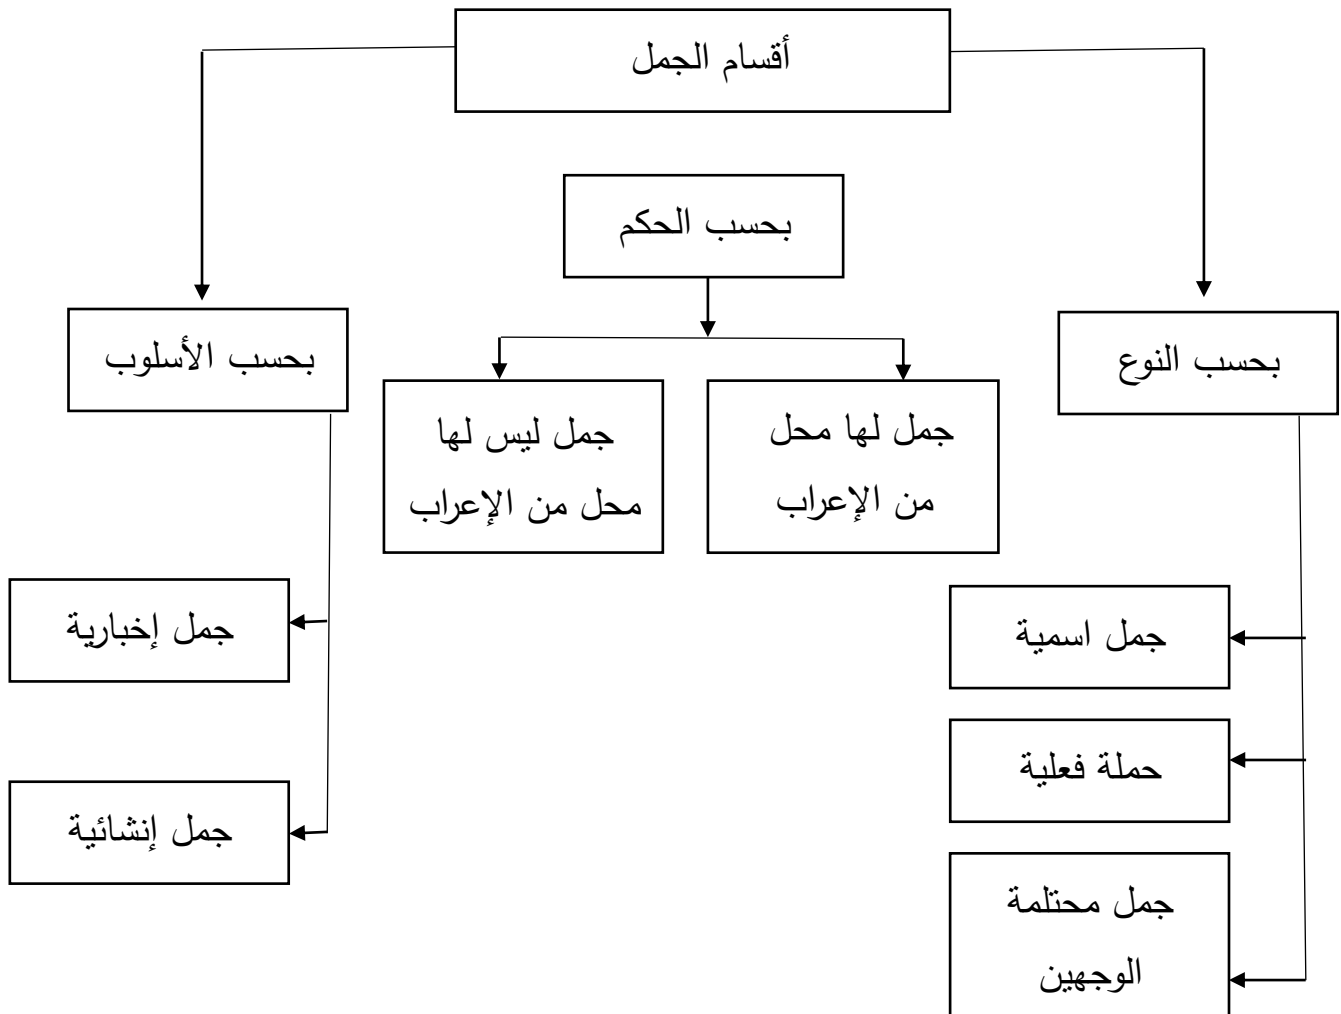 أقسام الجمل
بحسب الحكم
بحسب النوع
بحسب الأسلوب
جمل لها محل
من الإعراب
جمل ليس لها
محل من الإعراب
جمل اسمية
حملة فعلية
جمل محتلمة
الوجهين
جمل إخبارية
جمل إنشائية